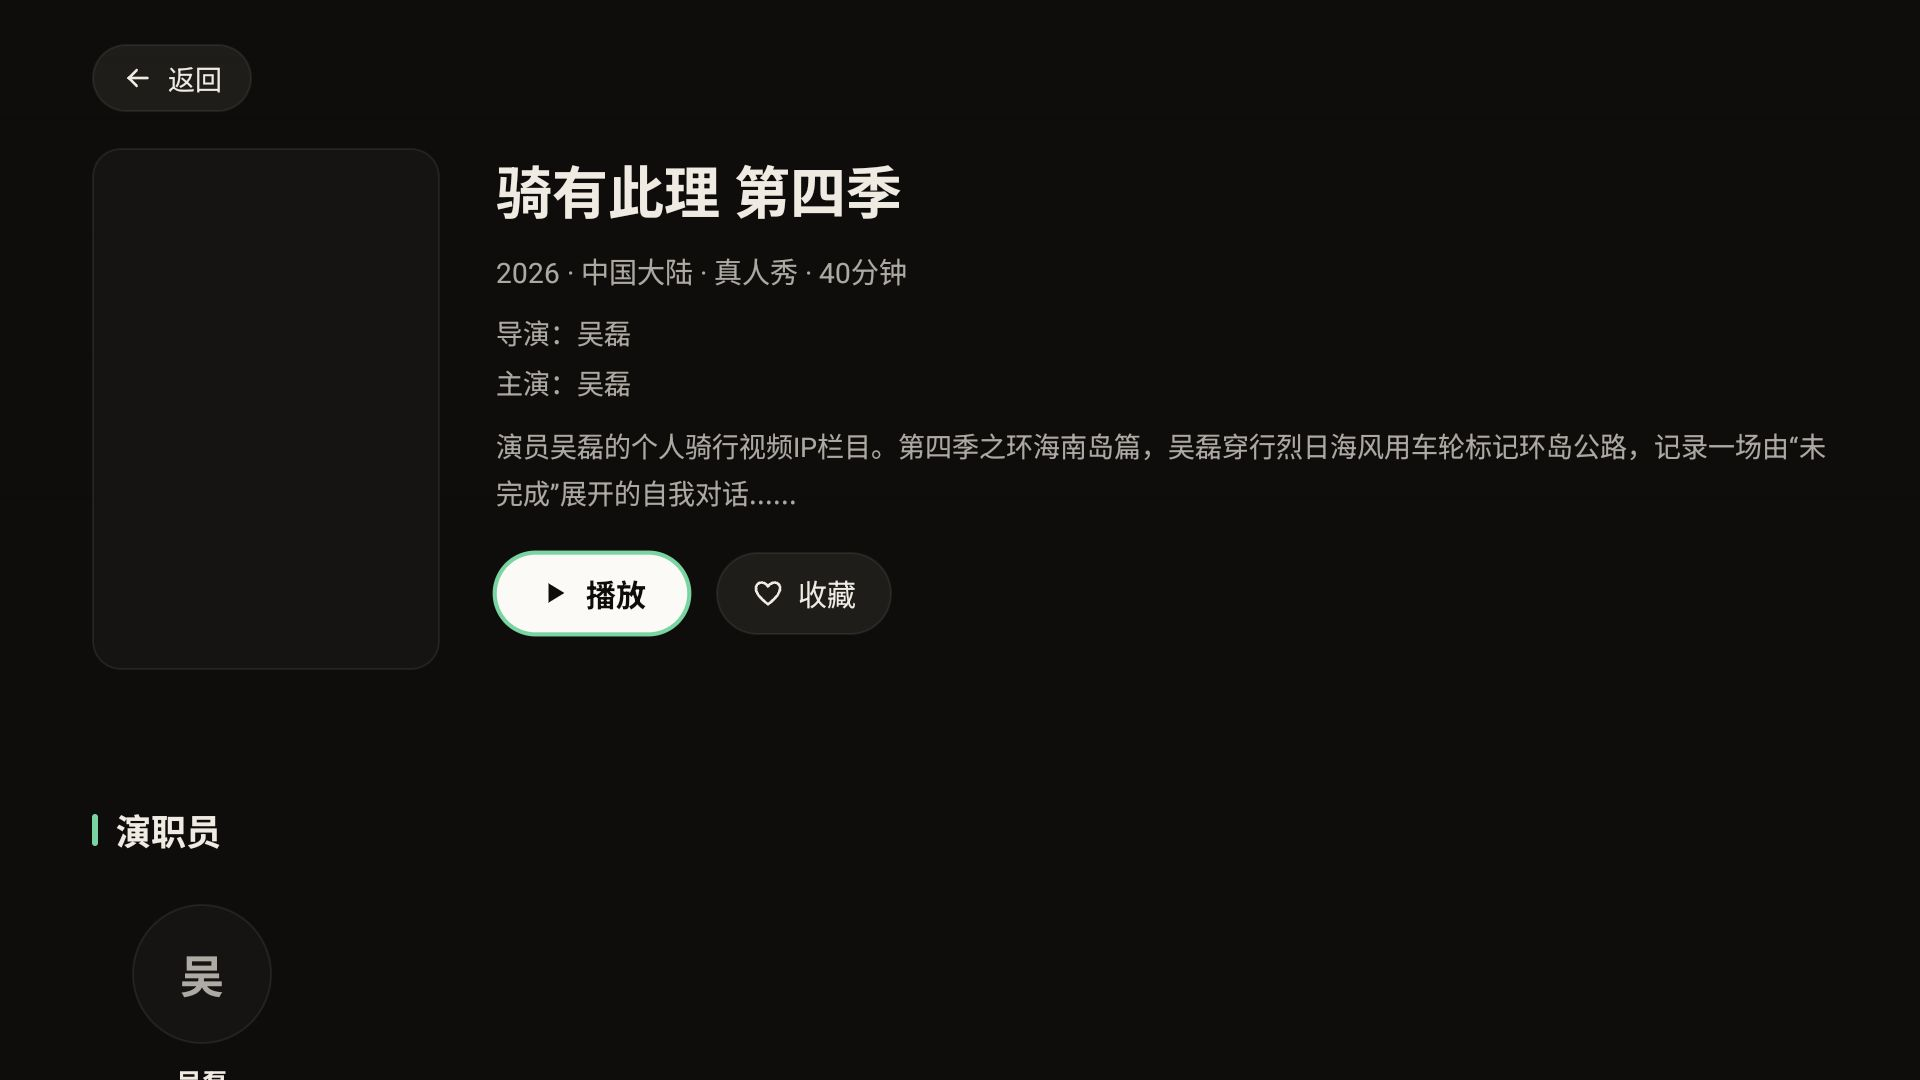 返回
骑有此理 第四季
2026 · 中国大陆 · 真人秀 · 40分钟
导演：吴磊
主演：吴磊
演员吴磊的个人骑行视频IP栏目。第四季之环海南岛篇，吴磊穿行烈日海风用车轮标记环岛公路，记录一场由“未
完成”展开的自我对话......
播放
收藏
演职员
吴
吴磊